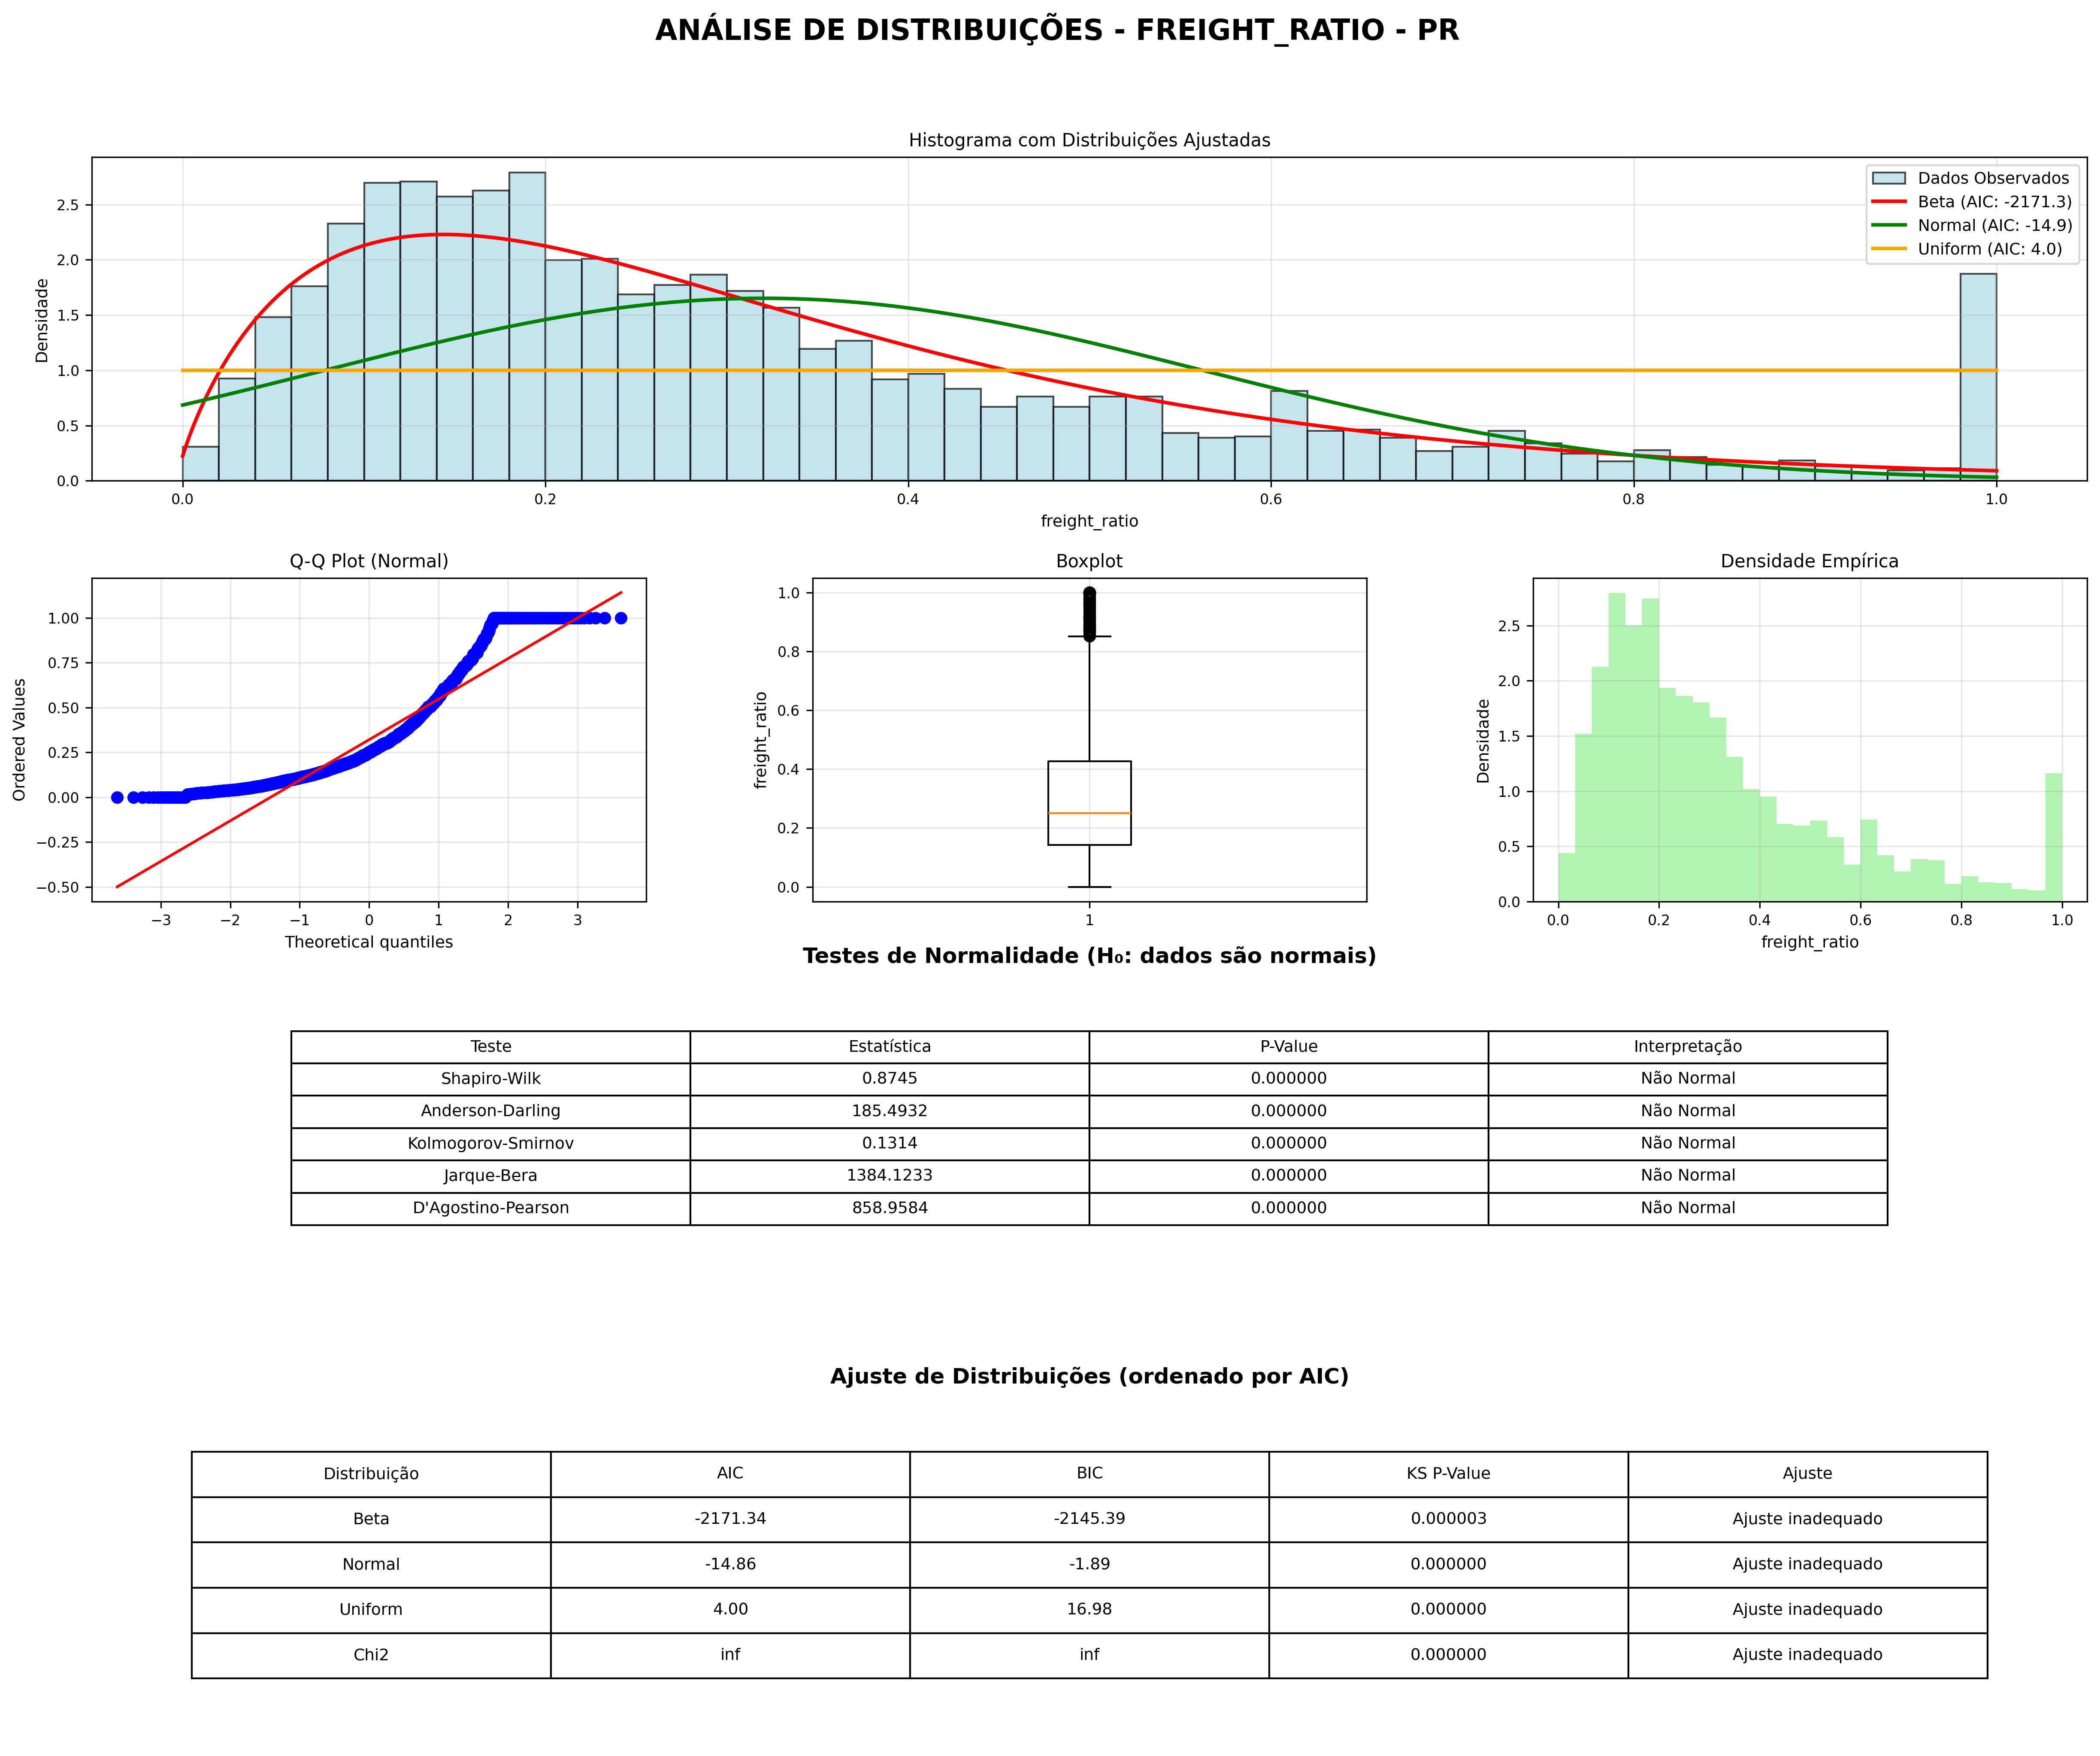 ANÁLISE DE DISTRIBUIÇÕES - FREIGHT_RATIO - PR
Histograma com Distribuições Ajustadas
Densidade
2.5
2.0
1.5
1.0
0.5
0.0
0.0 0.2 0.4 0.6 0.8 1.0
freight_ratio
Dados Observados
Beta (AIC: -2171.3)
Normal (AIC: -14.9)
Uniform (AIC: 4.0)
Q-Q Plot (Normal)
Ordered Values
1.00
0.75
0.50
0.25
0.00
−0.25
−0.50
−3 −2 −1 0 1 2 3
Theoretical quantiles
Boxplot
freight_ratio
1.0
0.8
0.6
0.4
0.2
0.0
1
Densidade Empírica
Densidade
2.5
2.0
1.5
1.0
0.5
0.0
0.0 0.2 0.4 0.6 0.8 1.0
freight_ratio
Testes de Normalidade (H₀: dados são normais)
Teste Estatística P-Value Interpretação
Shapiro-Wilk 0.8745 0.000000 Não Normal
Anderson-Darling 185.4932 0.000000 Não Normal
Kolmogorov-Smirnov 0.1314 0.000000 Não Normal
Jarque-Bera 1384.1233 0.000000 Não Normal
D'Agostino-Pearson 858.9584 0.000000 Não Normal
Ajuste de Distribuições (ordenado por AIC)
Distribuição AIC BIC KS P-Value Ajuste
Beta -2171.34 -2145.39 0.000003 Ajuste inadequado
Normal -14.86 -1.89 0.000000 Ajuste inadequado
Uniform 4.00 16.98 0.000000 Ajuste inadequado
Chi2 inf inf 0.000000 Ajuste inadequado